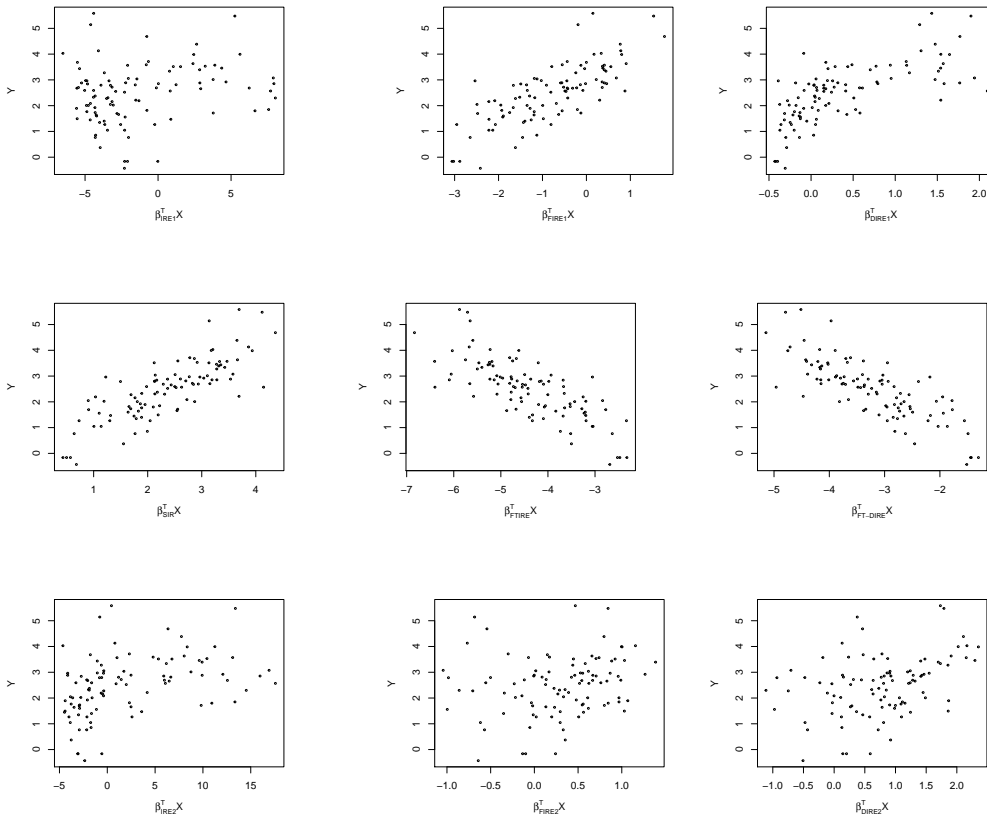 0 1 2 3 4 5
Y
−5 0 5
β^T_IRE1 X
0 1 2 3 4 5
Y
−3 −2 −1 0 1
β^T_FIRE1 X
0 1 2 3 4 5
Y
−0.5 0.0 0.5 1.0 1.5 2.0
β^T_DIRE1 X
0 1 2 3 4 5
Y
1 2 3 4
β^T_SIR X
0 1 2 3 4 5
Y
−7 −6 −5 −4 −3
β^T_FTIRE X
0 1 2 3 4 5
Y
−5 −4 −3 −2
β^T_FT−DIRE X
0 1 2 3 4 5
Y
−5 0 5 10 15
β^T_IRE2 X
0 1 2 3 4 5
Y
−1.0 −0.5 0.0 0.5 1.0
β^T_FIRE2 X
0 1 2 3 4 5
Y
−1.0 0.0 0.5 1.0 1.5 2.0
β^T_DIRE2 X